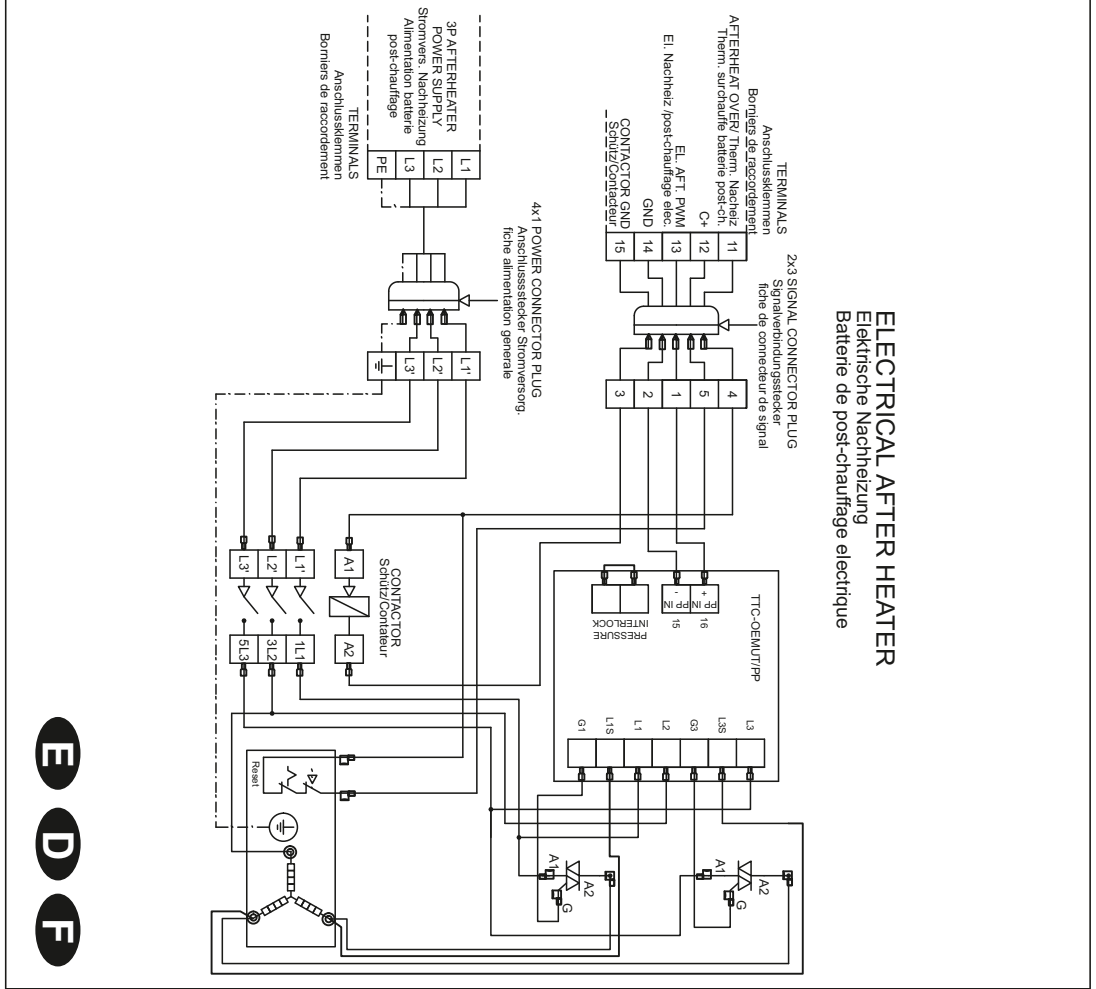 ELECTRICAL AFTER HEATER
Elektrische Nachheizung
Batterie de post-chauffage electrique
TERMINALS
Anschlussklemmen
Borniers de raccordement
AFTERHEAT OVER/ Therm. Nacheiz
Therm. surchauffe batterie post-ch.
C+
EL. AFT. PWM
El. Nachheiz /post-chauffage elec.
GND
CONTACTOR GND
Schütz/Contacteur
11
12
13
14
15
2x3 SIGNAL CONNECTOR PLUG
Signalverbindungsstecker
fiche de connecteur de signal
4
5
1
2
3
TTC-OEMUT/PP
+ PP IN
16
- PP IN
15
PRESSURE
INTERLOCK
L3
L3S
G3
L2
L1
L1S
G1
A1
A2
G
A1
A2
G
3P AFTERHEATER
POWER SUPPLY
Stromvers. Nachheizung
Alimentation batterie
post-chauffage
L1
L2
L3
PE
TERMINALS
Anschlussklemmen
Borniers de raccordement
4x1 POWER CONNECTOR PLUG
Anschlussstecker Stromversorg.
fiche alimentation generale
L1'
L2'
L3'
CONTACTOR
Schütz/Contateur
A1
A2
L1'
L2'
L3'
1L1
3L2
5L3
Reset
E
D
F